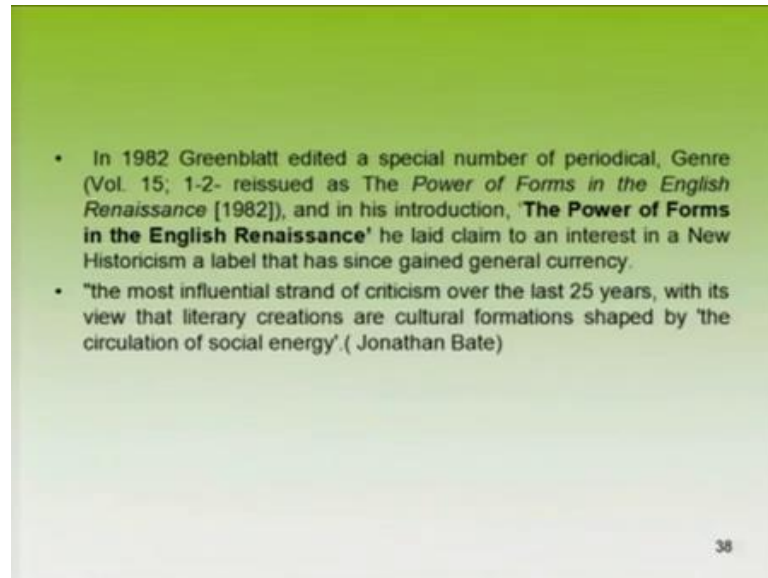 • In 1982 Greenblatt edited a special number of periodical, Genre
(Vol. 15; 1-2- reissued as The Power of Forms in the English
Renaissance [1982]), and in his introduction, 'The Power of Forms
in the English Renaissance' he laid claim to an interest in a New
Historicism a label that has since gained general currency.
• "the most influential strand of criticism over the last 25 years, with its
view that literary creations are cultural formations shaped by 'the
circulation of social energy'.( Jonathan Bate)
38